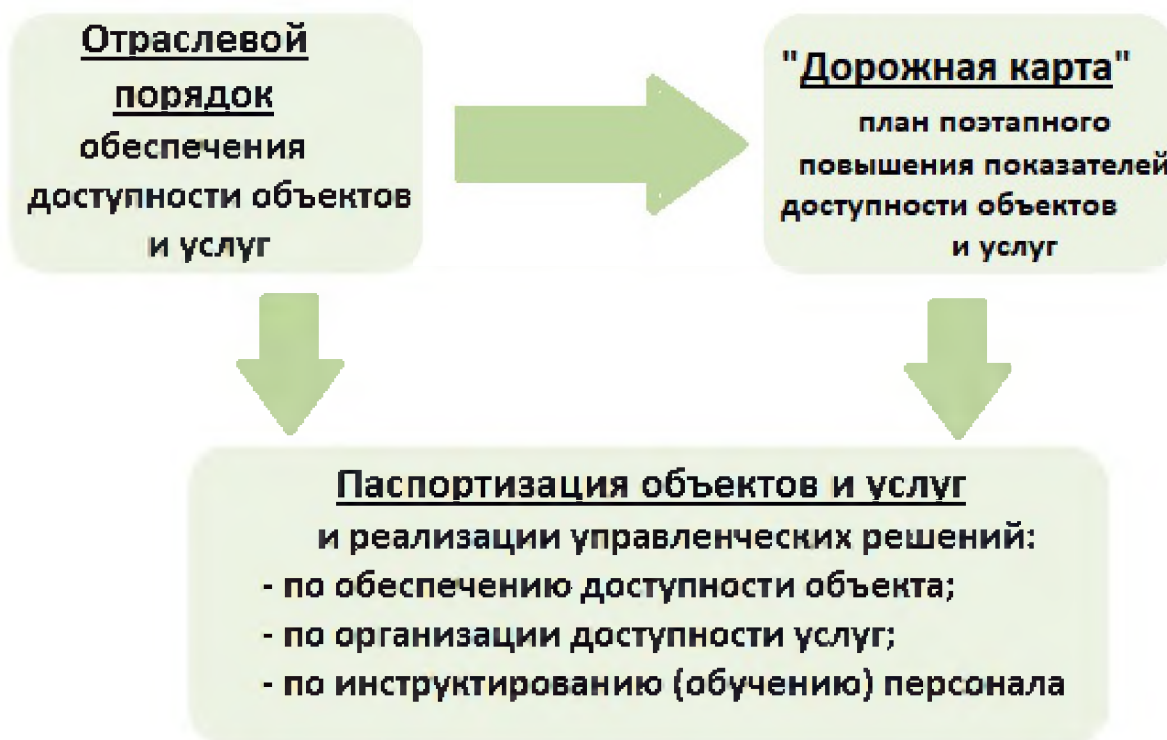 Отраслевой
порядок
обеспечения
доступности объектов
и услуг
"Дорожная карта"
план поэтапного
повышения показателей
доступности объектов
и услуг
Паспортизация объектов и услуг
и реализации управленческих решений:
- по обеспечению доступности объекта;
- по организации доступности услуг;
- по инструктированию (обучению) персонала